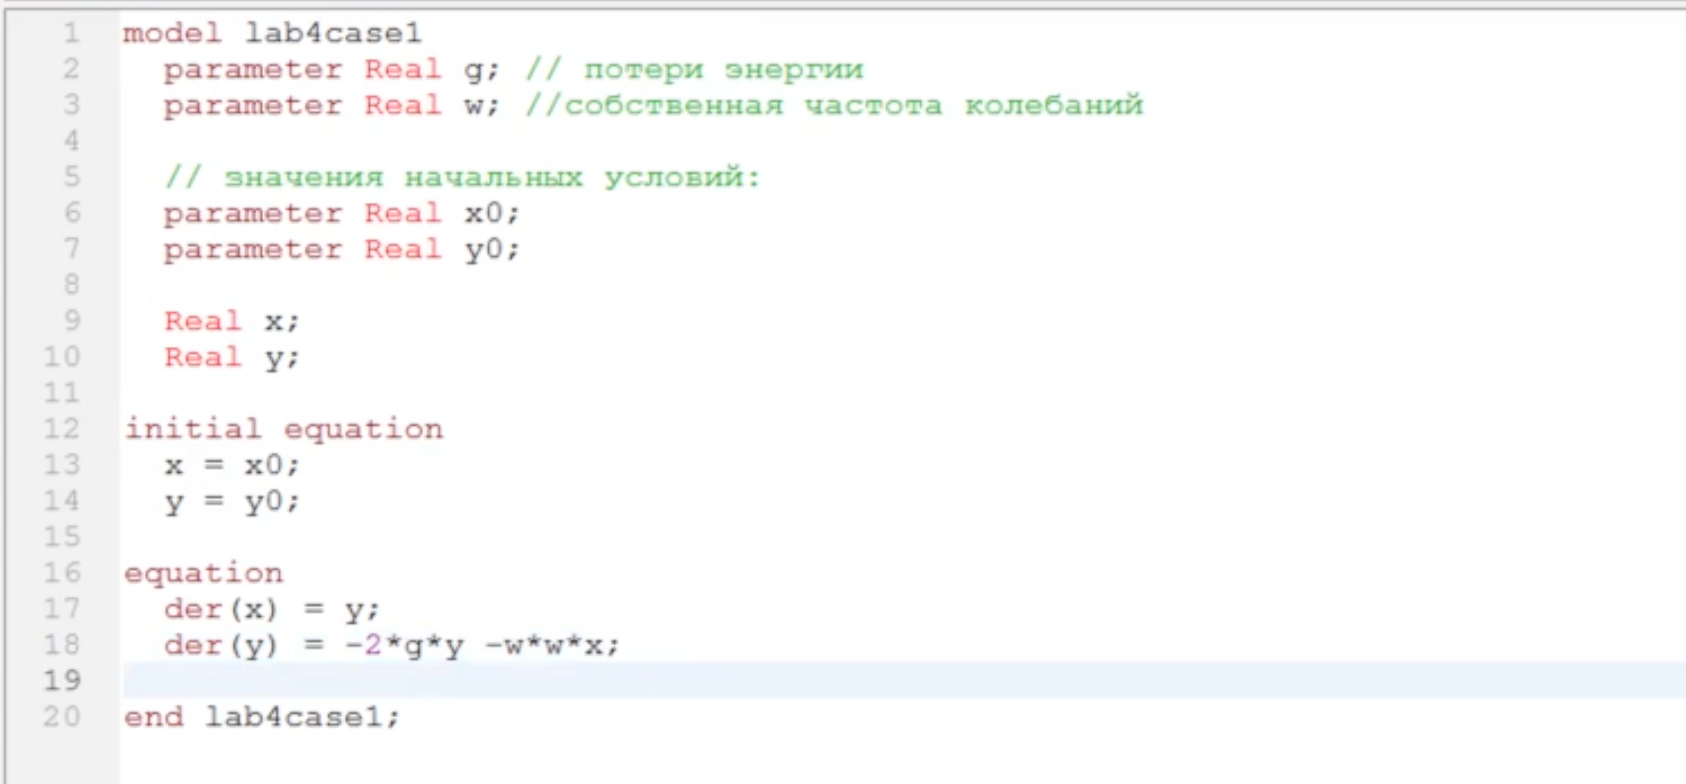 1 model lab4case1
2 parameter Real g; // потери энергии
3 parameter Real w; //собственная частота колебаний
4
5 // значения начальных условий:
6 parameter Real x0;
7 parameter Real y0;
8
9 Real x;
10 Real y;
11
12 initial equation
13 x = x0;
14 y = y0;
15
16 equation
17 der(x) = y;
18 der(y) = -2*g*y -w*w*x;
19
20 end lab4case1;